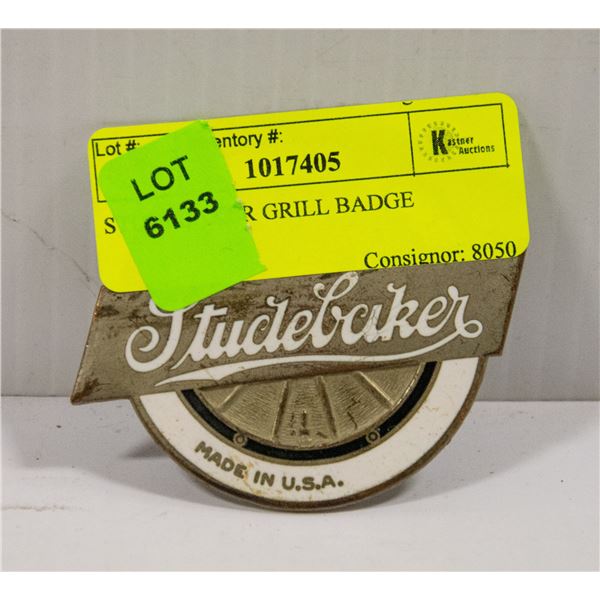 Lot #: entory #:
Kastner
Auctions
1017405
LOT
6133
S R GRILL BADGE
Consignor: 8050
Studebaker
MADE IN U.S.A.